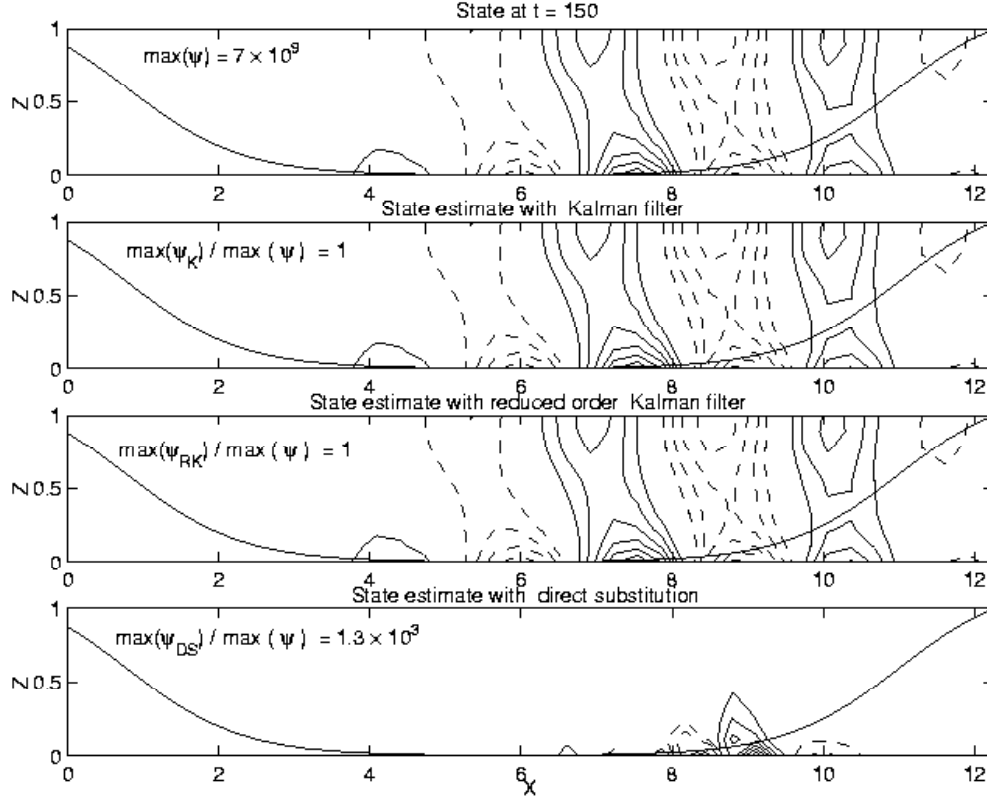 State at t = 150
max(ψ) = 7 × 10^9
1
Z 0.5
0
0 2 4 6 8 10 12
State estimate with Kalman filter
max(ψ_K) / max ( ψ ) = 1
1
Z 0.5
0
0 2 4 6 8 10 12
State estimate with reduced order Kalman filter
max(ψ_RK) / max ( ψ ) = 1
1
Z 0.5
0
0 2 4 6 8 10 12
State estimate with direct substitution
max(ψ_DS) / max ( ψ ) = 1.3 × 10^3
1
Z 0.5
0
0 2 4 6 8 10 12
X